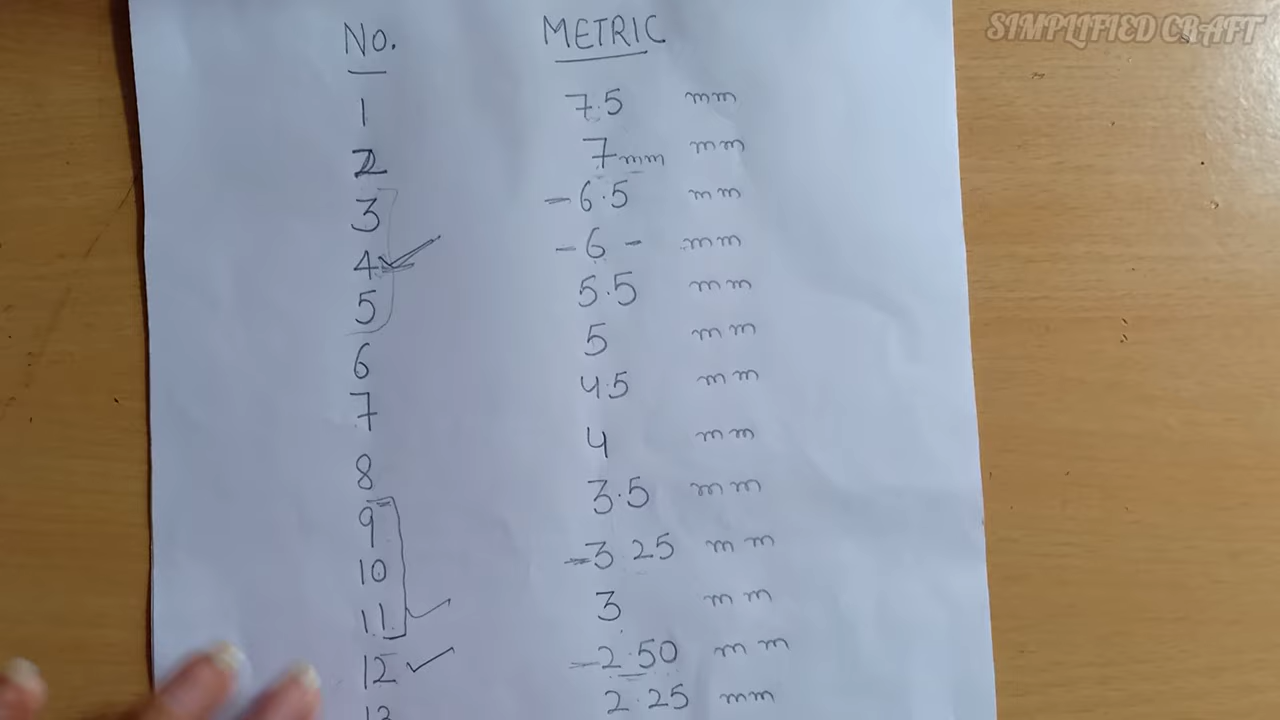 SIMPLIFIED CRAFT
No. METRIC
1 7.5 mm
2 7mm mm
3 -6.5 mm
4 -6- mm
5 5.5 mm
6 5 mm
7 4.5 mm
8 4 mm
9 3.5 mm
10 -3.25 mm
11 3 mm
12 -2.50 mm
13 2.25 mm